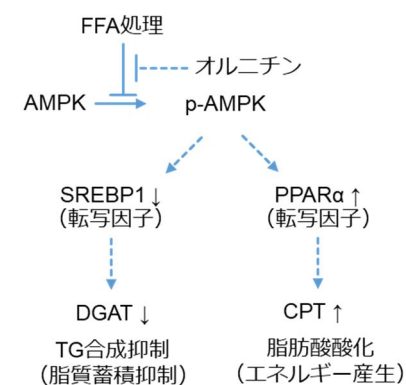 FFA処理
オルニチン
AMPK
p-AMPK
SREBP1↓
（転写因子）
PPARα↑
（転写因子）
DGAT↓
TG合成抑制
（脂質蓄積抑制）
CPT↑
脂肪酸酸化
（エネルギー産生）